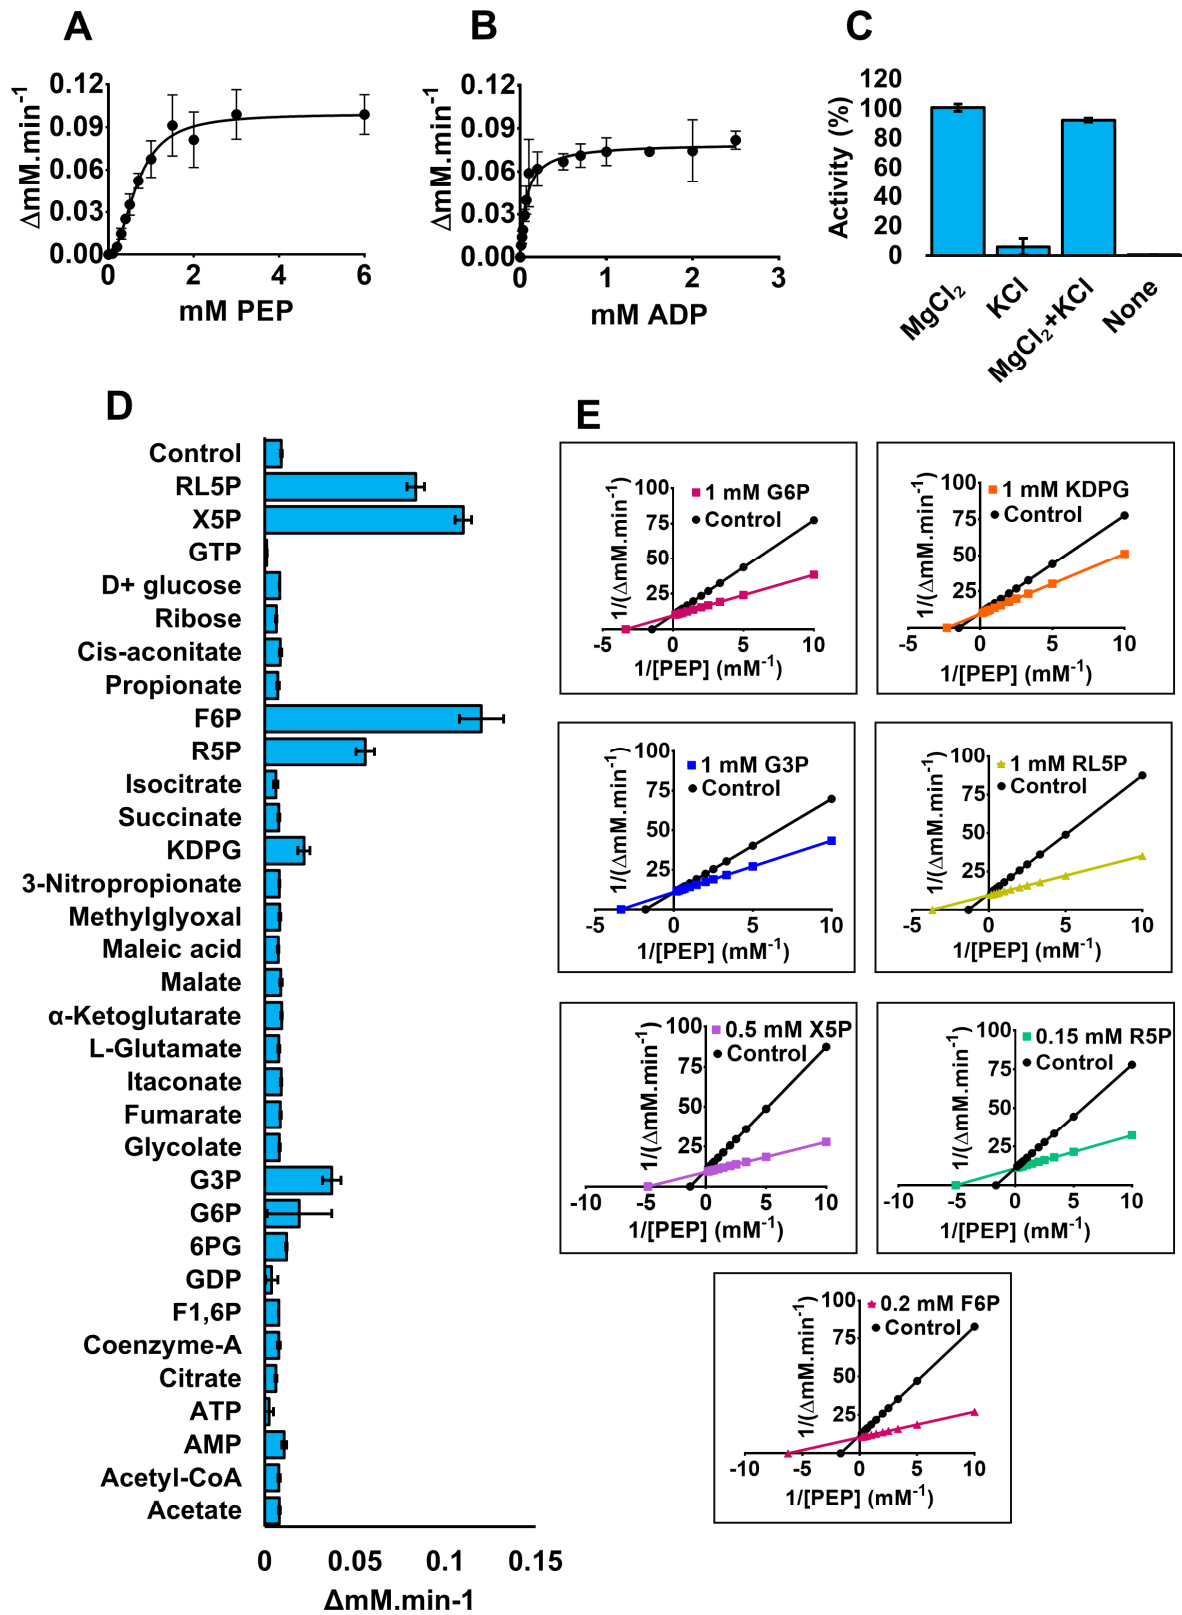 A
0.12
0.09
0.06
0.03
0.00
0
2
4
6
ΔmM.min-1
mM PEP
B
0.12
0.09
0.06
0.03
0.00
0
1
2
3
ΔmM.min-1
mM ADP
C
120
100
80
60
40
20
0
Activity (%)
MgCl2
KCl
MgCl2+KCl
None
D
Control
RL5P
X5P
GTP
D+ glucose
Ribose
Cis-aconitate
Propionate
F6P
R5P
Isocitrate
Succinate
KDPG
3-Nitropropionate
Methylglyoxal
Maleic acid
Malate
α-Ketoglutarate
L-Glutamate
Itaconate
Fumarate
Glycolate
G3P
G6P
6PG
GDP
F1,6P
Coenzyme-A
Citrate
ATP
AMP
Acetyl-CoA
Acetate
0
0.05
0.1
0.15
ΔmM.min-1
E
1/(ΔmM.min-1)
100
75
50
25
1 mM G6P
Control
-5
0
5
10
1/[PEP] (mM-1)
1/(ΔmM.min-1)
100
75
50
25
1 mM KDPG
Control
-5
0
5
10
1/[PEP] (mM-1)
1/(ΔmM.min-1)
100
75
50
25
1 mM G3P
Control
-5
0
5
10
1/[PEP] (mM-1)
1/(ΔmM.min-1)
100
75
50
25
1 mM RL5P
Control
-5
0
5
10
1/[PEP] (mM-1)
1/(ΔmM.min-1)
100
75
50
25
0.5 mM X5P
Control
-10
-5
0
5
10
1/[PEP] (mM-1)
1/(ΔmM.min-1)
100
75
50
25
0.15 mM R5P
Control
-10
-5
0
5
10
1/[PEP] (mM-1)
1/(ΔmM.min-1)
100
75
50
25
0.2 mM F6P
Control
-10
-5
0
5
10
1/[PEP] (mM-1)